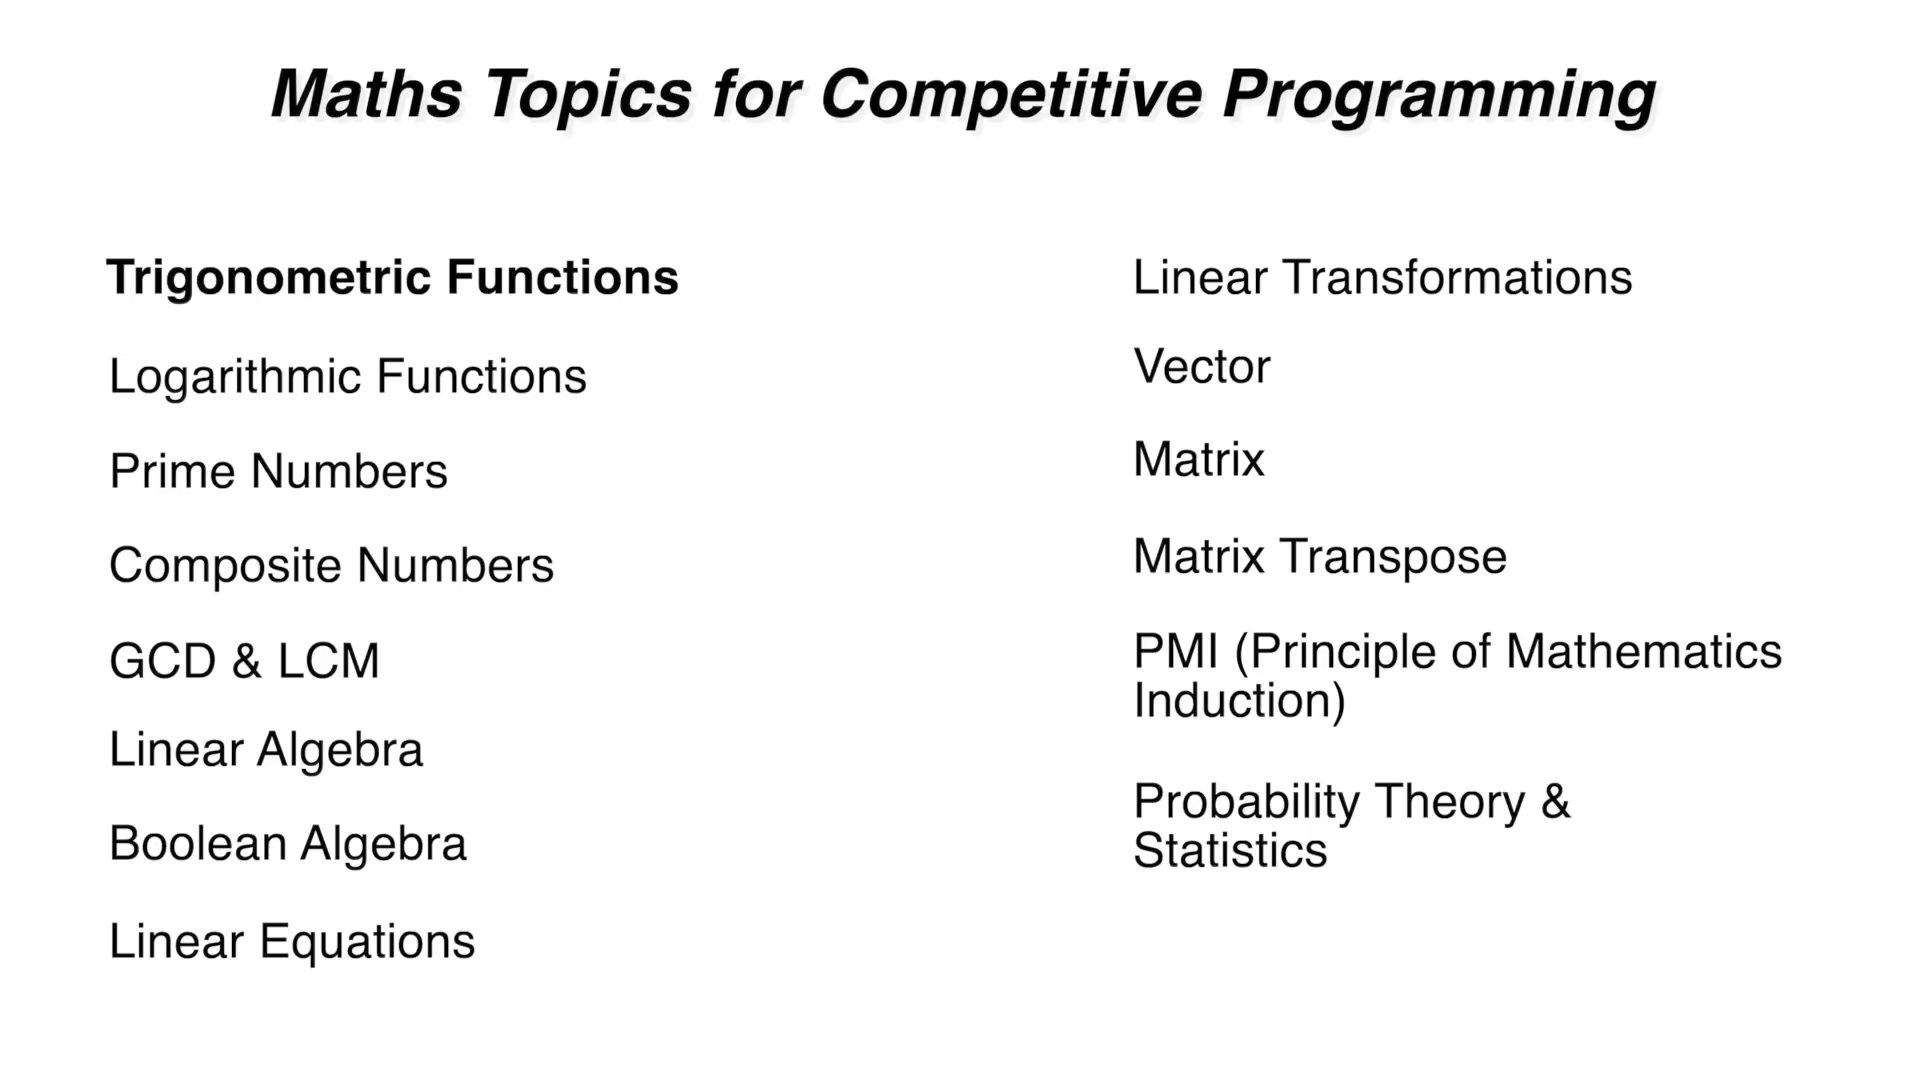 Maths Topics for Competitive Programming
Trigonometric Functions
Logarithmic Functions
Prime Numbers
Composite Numbers
GCD & LCM
Linear Algebra
Boolean Algebra
Linear Equations
Linear Transformations
Vector
Matrix
Matrix Transpose
PMI (Principle of Mathematics
Induction)
Probability Theory &
Statistics